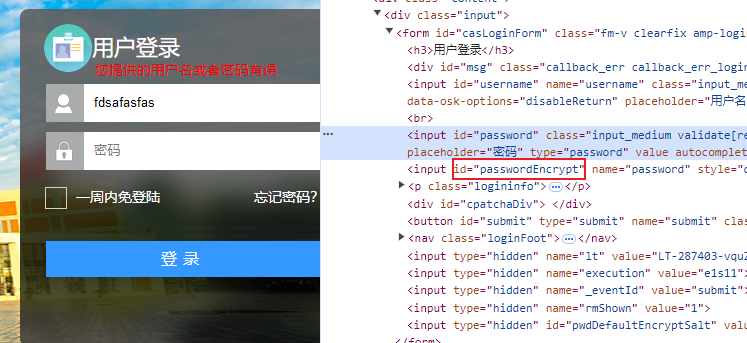 用户登录
您提供的用户名或者密码有误
fdsafasfas
密码
一周内免登陆 忘记密码?
登 录
<div class="input">
<form id="casLoginForm" class="fm-v clearfix amp-logi
<h3>用户登录</h3>
<div id="msg" class="callback_err callback_err_login
<input id="username" name="username" class="input_me
data-osk-options="disableReturn" placeholder="用户名
<br>
<input id="password" class="input_medium validate[re
placeholder="密码" type="password" value autocomplet
<input id="passwordEncrypt" name="password" style="d
<p class="logininfo">…</p>
<div id="cpatchaDiv"> </div>
<button id="submit" type="submit" name="submit" class
<nav class="loginFoot">…</nav>
<input type="hidden" name="lt" value="LT-287403-vquZ
<input type="hidden" name="execution" value="e1s11">
<input type="hidden" name="_eventId" value="submit">
<input type="hidden" name="rmShown" value="1">
<input type="hidden" id="pwdDefaultEncryptSalt" value
</form>